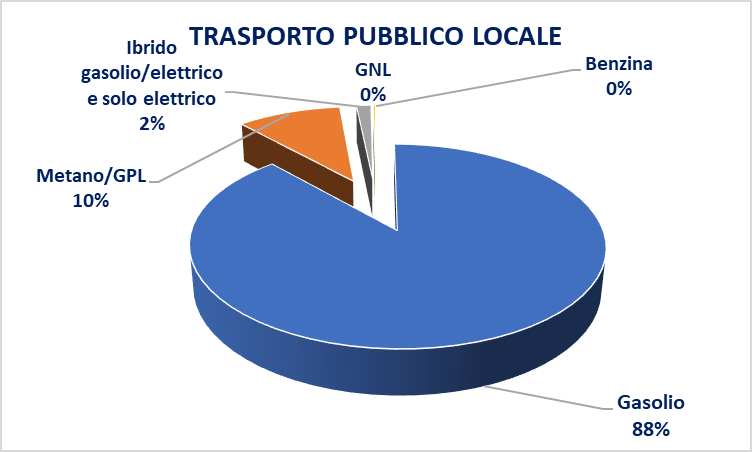 TRASPORTO PUBBLICO LOCALE
Ibrido
gasolio/elettrico
e solo elettrico
2%
GNL
0%
Benzina
0%
Metano/GPL
10%
Gasolio
88%